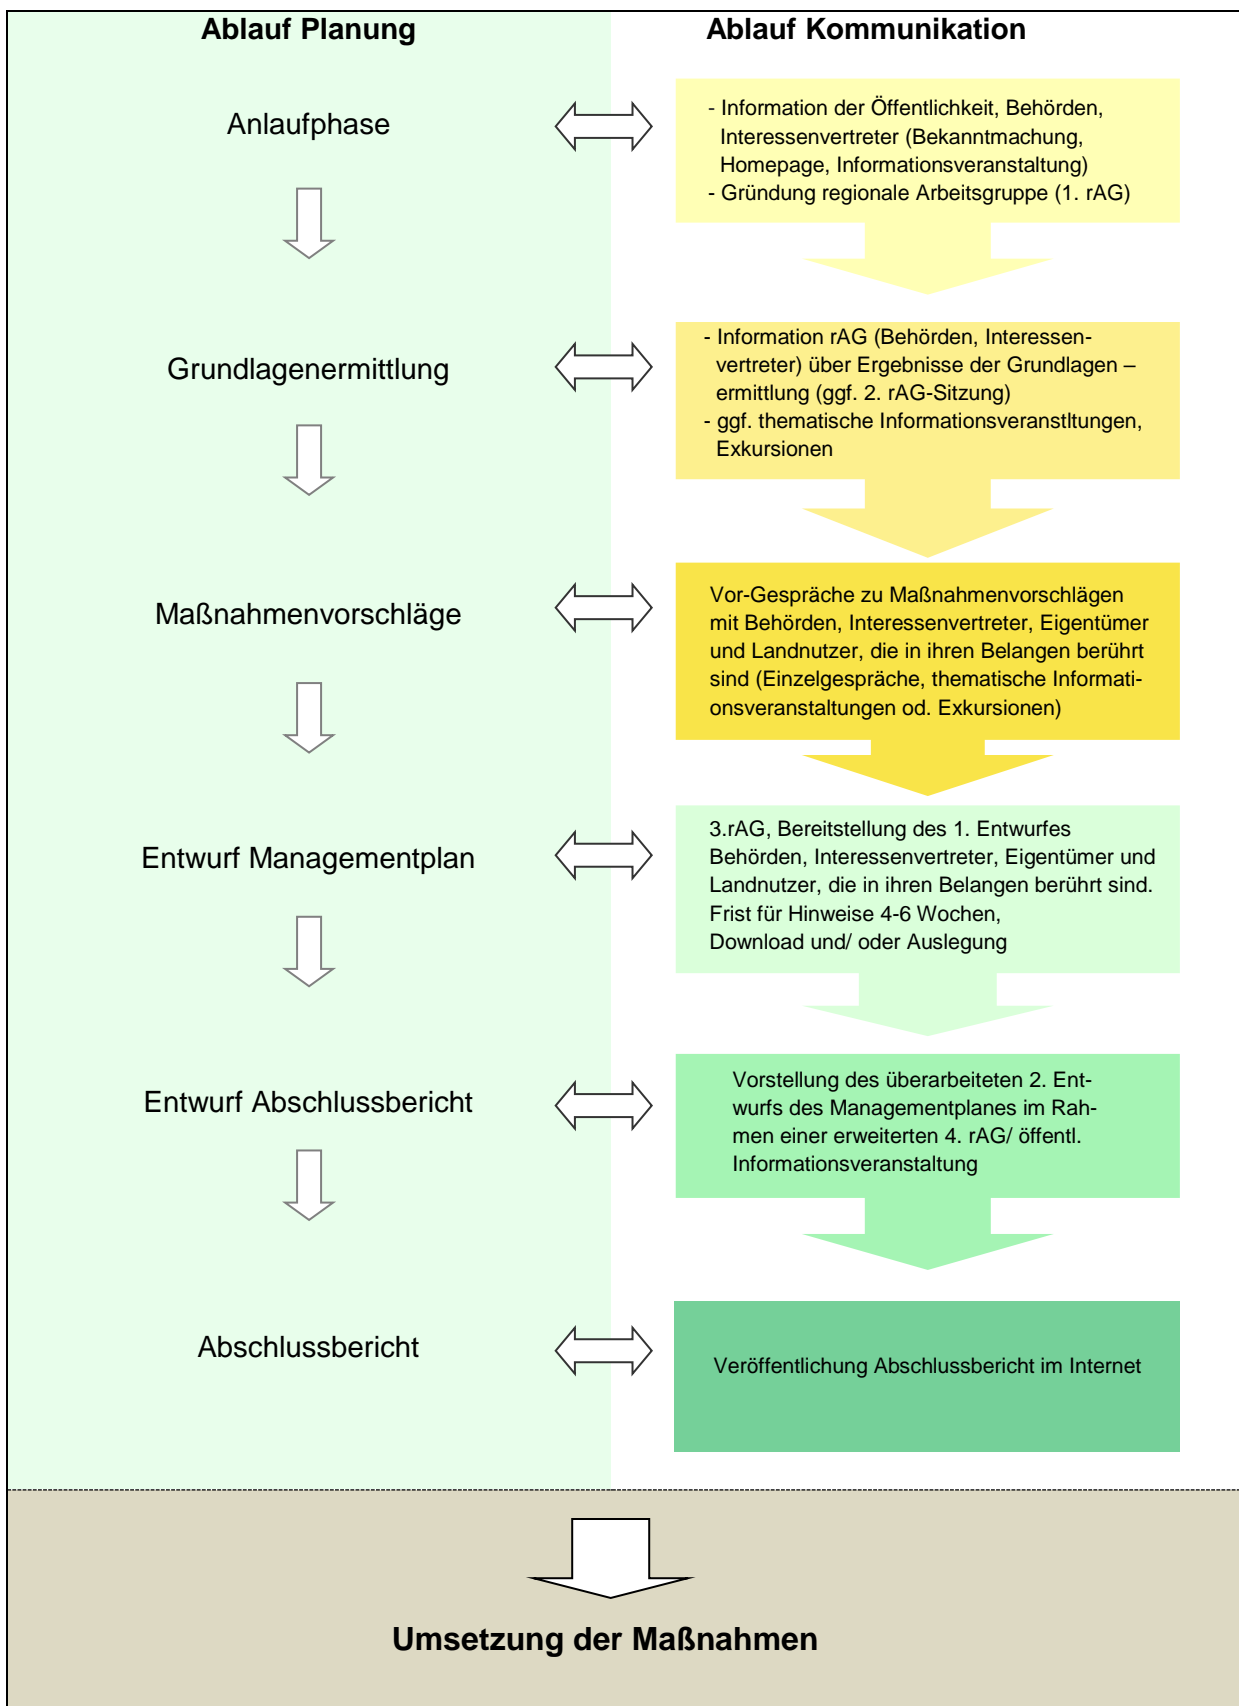 Ablauf Planung
Ablauf Kommunikation
Anlaufphase
- Information der Öffentlichkeit, Behörden,
Interessenvertreter (Bekanntmachung,
Homepage, Informationsveranstaltung)
- Gründung regionale Arbeitsgruppe (1. rAG)
Grundlagenermittlung
- Information rAG (Behörden, Interessen-
vertreter) über Ergebnisse der Grundlagen –
ermittlung (ggf. 2. rAG-Sitzung)
- ggf. thematische Informationsveranstltungen,
Exkursionen
Maßnahmenvorschläge
Vor-Gespräche zu Maßnahmenvorschlägen
mit Behörden, Interessenvertreter, Eigentümer
und Landnutzer, die in ihren Belangen berührt
sind (Einzelgespräche, thematische Informati-
onsveranstaltungen od. Exkursionen)
Entwurf Managementplan
3.rAG, Bereitstellung des 1. Entwurfes
Behörden, Interessenvertreter, Eigentümer und
Landnutzer, die in ihren Belangen berührt sind.
Frist für Hinweise 4-6 Wochen,
Download und/ oder Auslegung
Entwurf Abschlussbericht
Vorstellung des überarbeiteten 2. Ent-
wurfs des Managementplanes im Rah-
men einer erweiterten 4. rAG/ öffentl.
Informationsveranstaltung
Abschlussbericht
Veröffentlichung Abschlussbericht im Internet
Umsetzung der Maßnahmen